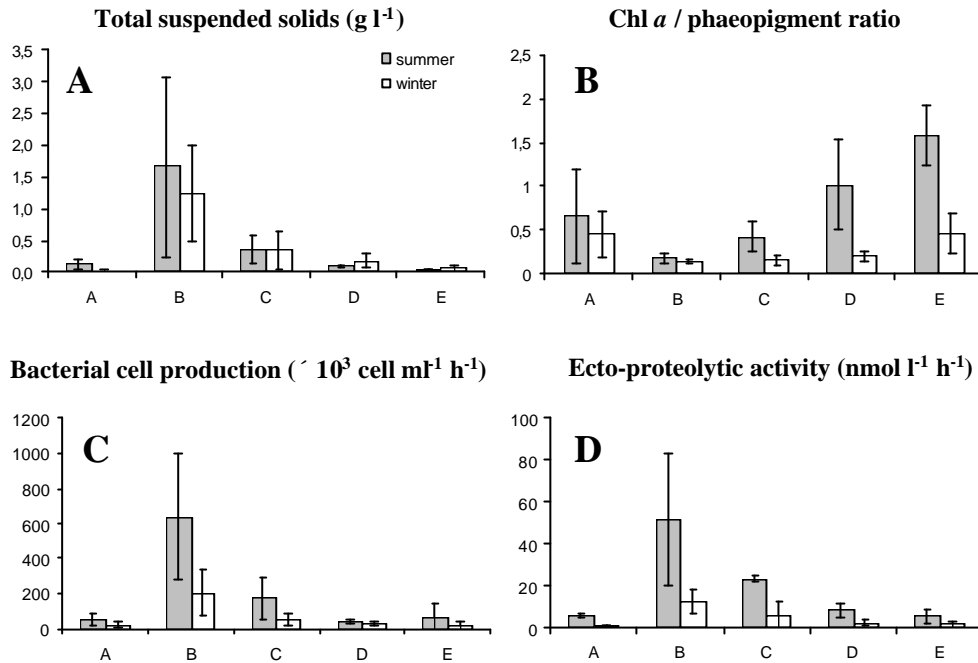 Total suspended solids (g l-1)
3,5
3,0
2,5
2,0
1,5
1,0
0,5
0,0
A
summer
winter
A B C D E
Chl a / phaeopigment ratio
2,5
2
1,5
1
0,5
0
B
A B C D E
Bacterial cell production (´ 10³ cell ml-1 h-1)
1200
1000
800
600
400
200
0
C
A B C D E
Ecto-proteolytic activity (nmol l-1 h-1)
100
80
60
40
20
0
D
A B C D E